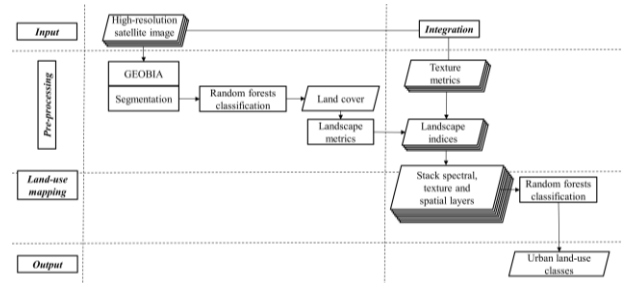 Input
High-resolution
satellite image
Integration
Pre-processing
GEOBIA
Segmentation
Random forests
classification
Land cover
Landscape
metrics
Texture
metrics
Landscape
indices
Land-use
mapping
Stack spectral,
texture and
spatial layers
Random forests
classification
Output
Urban land-use
classes